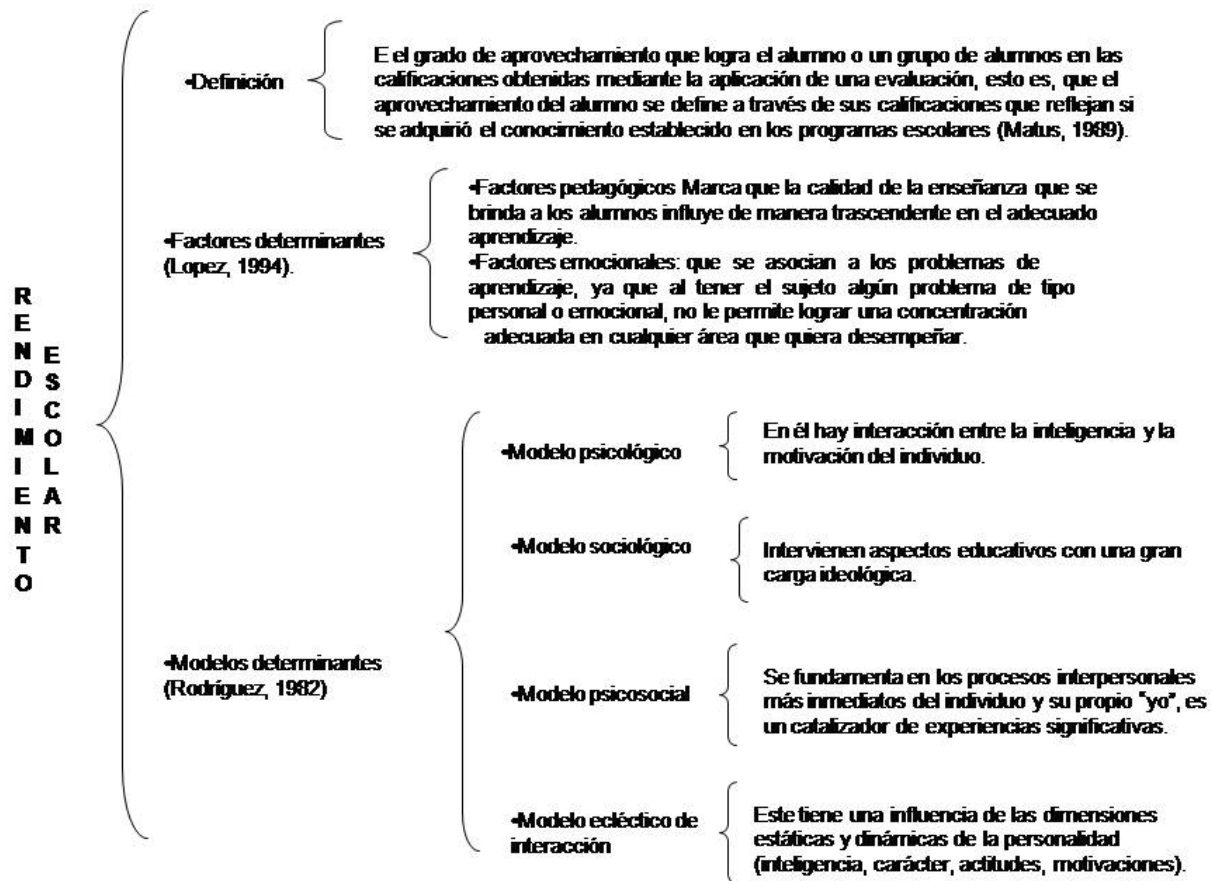 RENDIMIENTO
ESCOLAR
•Definición
E el grado de aprovechamiento que logra el alumno o un grupo de alumnos en las
calificaciones obtenidas mediante la aplicación de una evaluación, esto es, que el
aprovechamiento del alumno se define a través de sus calificaciones que reflejan si
se adquirió el conocimiento establecido en los programas escolares (Matus, 1989).
•Factores determinantes
(Lopez, 1994).
•Factores pedagógicos Marca que la calidad de la enseñanza que se
brinda a los alumnos influye de manera trascendente en el adecuado
aprendizaje.
•Factores emocionales: que se asocian a los problemas de
aprendizaje, ya que al tener el sujeto algún problema de tipo
personal o emocional, no le permite lograr una concentración
adecuada en cualquier área que quiera desempeñar.
•Modelos determinantes
(Rodríguez, 1982)
•Modelo psicológico
En él hay interacción entre la inteligencia y la
motivación del individuo.
•Modelo sociológico
Intervienen aspectos educativos con una gran
carga ideológica.
•Modelo psicosocial
Se fundamenta en los procesos interpersonales
más inmediatos del individuo y su propio "yo", es
un catalizador de experiencias significativas.
•Modelo ecléctico de
interacción
Este tiene una influencia de las dimensiones
estáticas y dinámicas de la personalidad
(inteligencia, carácter, actitudes, motivaciones).